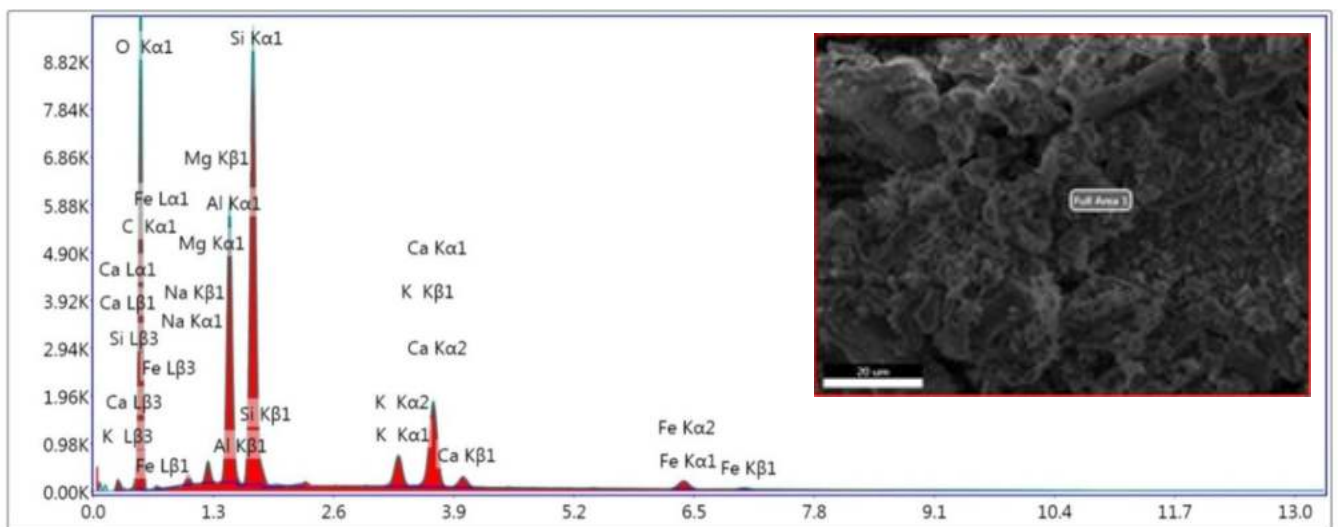 O Kα1
Si Kα1
8.82K
7.84K
6.86K
Mg Kβ1
5.88K
Fe Lα1
Al Kα1
C Kα1
4.90K
Mg Kα1
Ca Kα1
Ca Lα1
3.92K
Ca Lβ1
Na Kβ1
K Kβ1
Na Kα1
2.94K
Si Lβ3
Ca Kα2
Fe Lβ3
1.96K
Ca Lβ3
Si Kβ1
K Kα2
Fe Kα2
0.98K
K Lβ3
Al Kβ1
K Kα1
Ca Kβ1
Fe Kα1
Fe Kβ1
Fe Lβ1
0.00K
0.0 1.3 2.6 3.9 5.2 6.5 7.8 9.1 10.4 11.7 13.0
Full Area 1
20 um